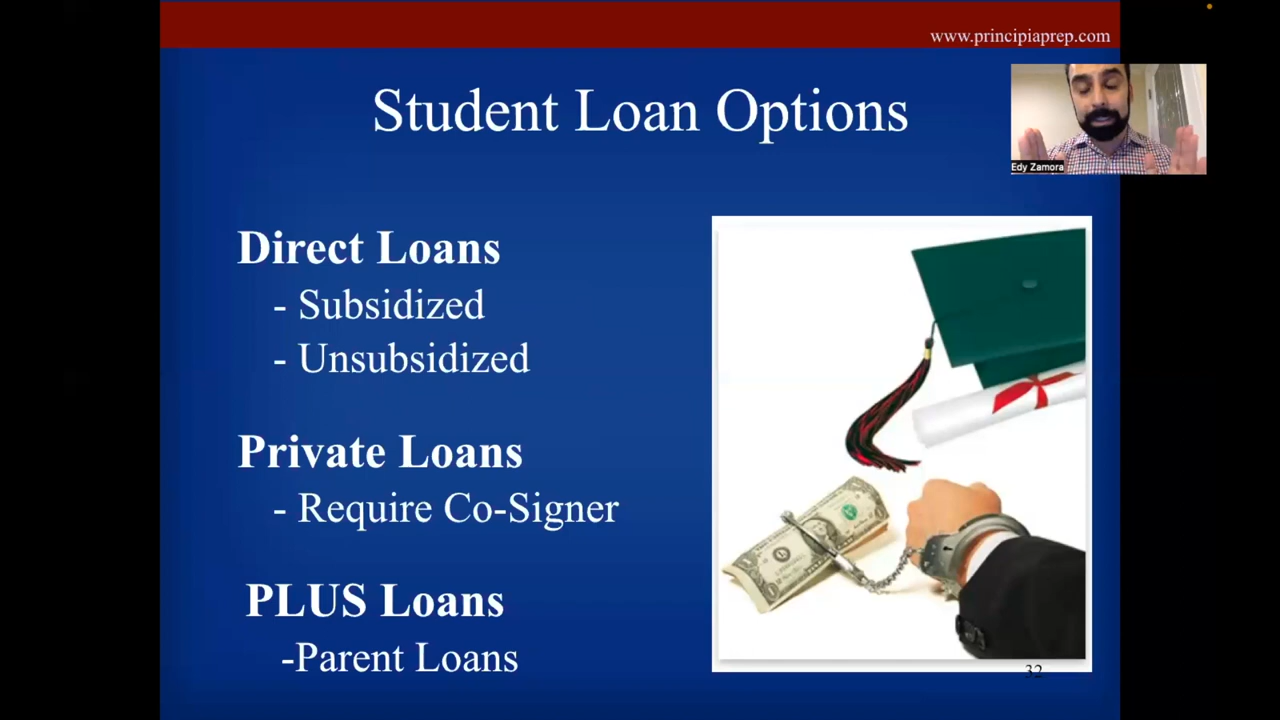 www.principiaprep.com
Student Loan Options
Edy Zamora
Direct Loans
- Subsidized
- Unsubsidized
Private Loans
- Require Co-Signer
PLUS Loans
-Parent Loans
32